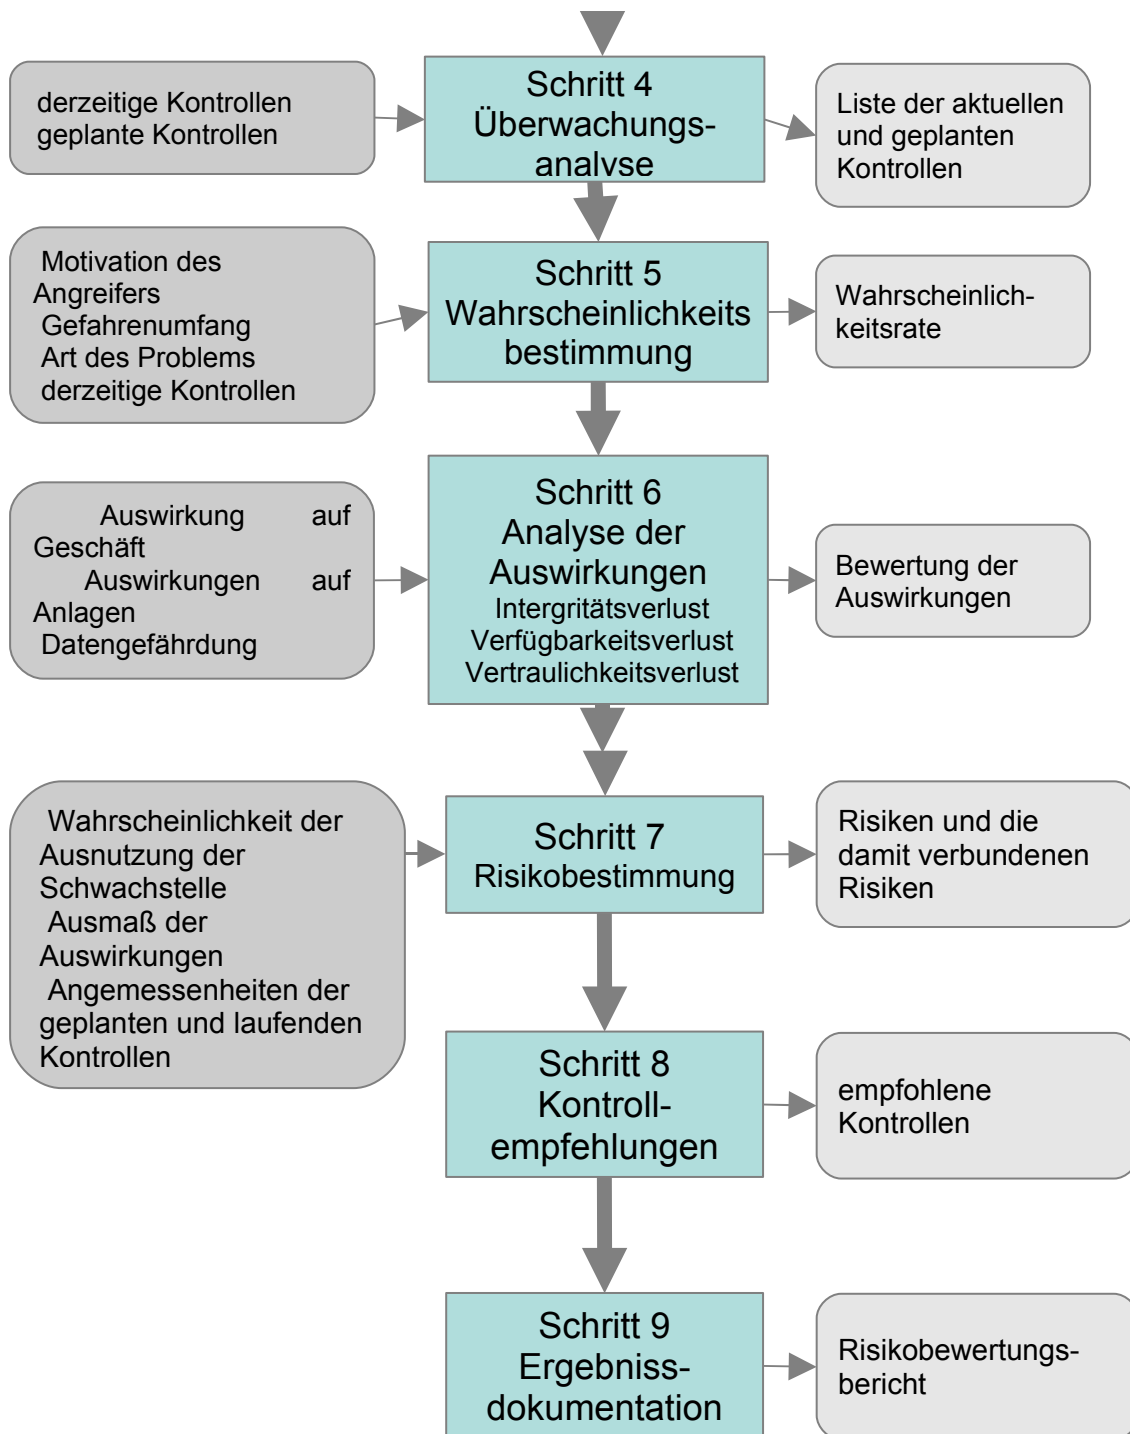 derzeitige Kontrollen
geplante Kontrollen
Schritt 4
Überwachungs-
analyse
Liste der aktuellen
und geplanten
Kontrollen
Motivation des
Angreifers
Gefahrenumfang
Art des Problems
derzeitige Kontrollen
Schritt 5
Wahrscheinlichkeits
bestimmung
Wahrscheinlich-
keitsrate
Auswirkung auf
Geschäft
Auswirkungen auf
Anlagen
Datengefährdung
Schritt 6
Analyse der
Auswirkungen
Intergritätsverlust
Verfügbarkeitsverlust
Vertraulichkeitsverlust
Bewertung der
Auswirkungen
Wahrscheinlichkeit der
Ausnutzung der
Schwachstelle
Ausmaß der
Auswirkungen
Angemessenheiten der
geplanten und laufenden
Kontrollen
Schritt 7
Risikobestimmung
Risiken und die
damit verbundenen
Risiken
Schritt 8
Kontroll-
empfehlungen
empfohlene
Kontrollen
Schritt 9
Ergebniss-
dokumentation
Risikobewertungs-
bericht